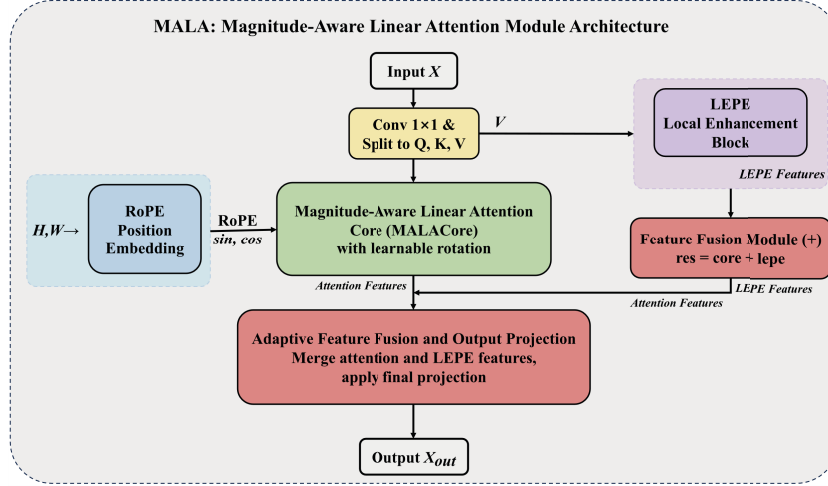 MALA: Magnitude-Aware Linear Attention Module Architecture
Input X
Conv 1×1 &
Split to Q, K, V
V
LEPE
Local Enhancement
Block
LEPE Features
H,W→
RoPE
Position
Embedding
RoPE
sin, cos
Magnitude-Aware Linear Attention
Core (MALACore)
with learnable rotation
Feature Fusion Module (+)
res = core + lepe
Attention Features
LEPE Features
Attention Features
Adaptive Feature Fusion and Output Projection
Merge attention and LEPE features,
apply final projection
Output Xout